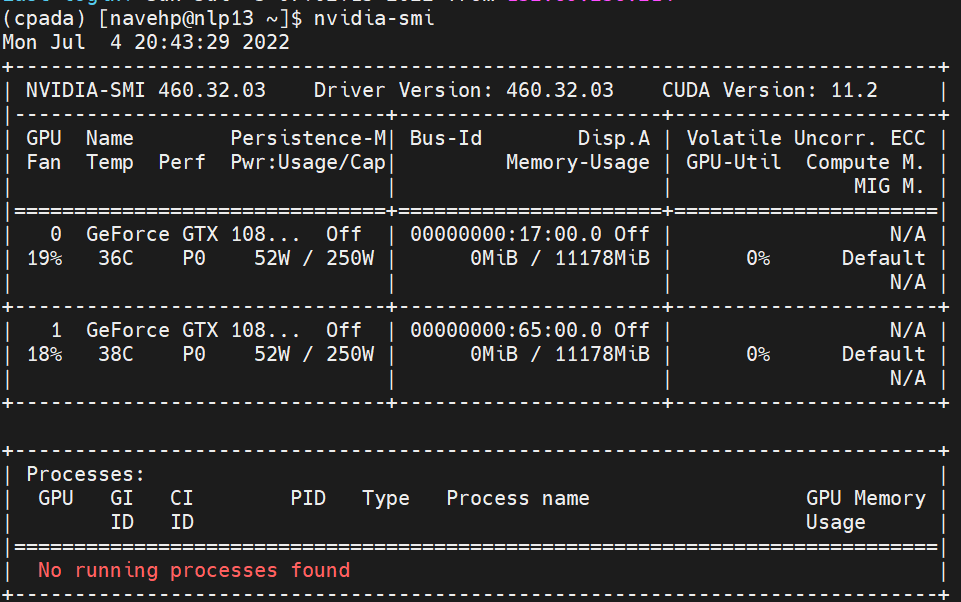 (cpada) [navehp@nlp13 ~]$ nvidia-smi
Mon Jul  4 20:43:29 2022
+-----------------------------------------------------------------------------+
| NVIDIA-SMI 460.32.03    Driver Version: 460.32.03    CUDA Version: 11.2     |
|-------------------------------+----------------------+----------------------+
| GPU  Name        Persistence-M| Bus-Id        Disp.A | Volatile Uncorr. ECC |
| Fan  Temp  Perf  Pwr:Usage/Cap|         Memory-Usage | GPU-Util  Compute M. |
|                               |                      |               MIG M. |
|===============================+======================+======================|
|   0  GeForce GTX 108...  Off  | 00000000:17:00.0 Off |                  N/A |
| 19%   36C    P0    52W / 250W |      0MiB / 11178MiB |      0%      Default |
|                               |                      |                  N/A |
+-------------------------------+----------------------+----------------------+
|   1  GeForce GTX 108...  Off  | 00000000:65:00.0 Off |                  N/A |
| 18%   38C    P0    52W / 250W |      0MiB / 11178MiB |      0%      Default |
|                               |                      |                  N/A |
+-------------------------------+----------------------+----------------------+
+-----------------------------------------------------------------------------+
| Processes:                                                                  |
|  GPU   GI   CI        PID   Type   Process name                  GPU Memory |
|        ID   ID                                                   Usage      |
|=============================================================================|
|  No running processes found                                                 |
+-----------------------------------------------------------------------------+